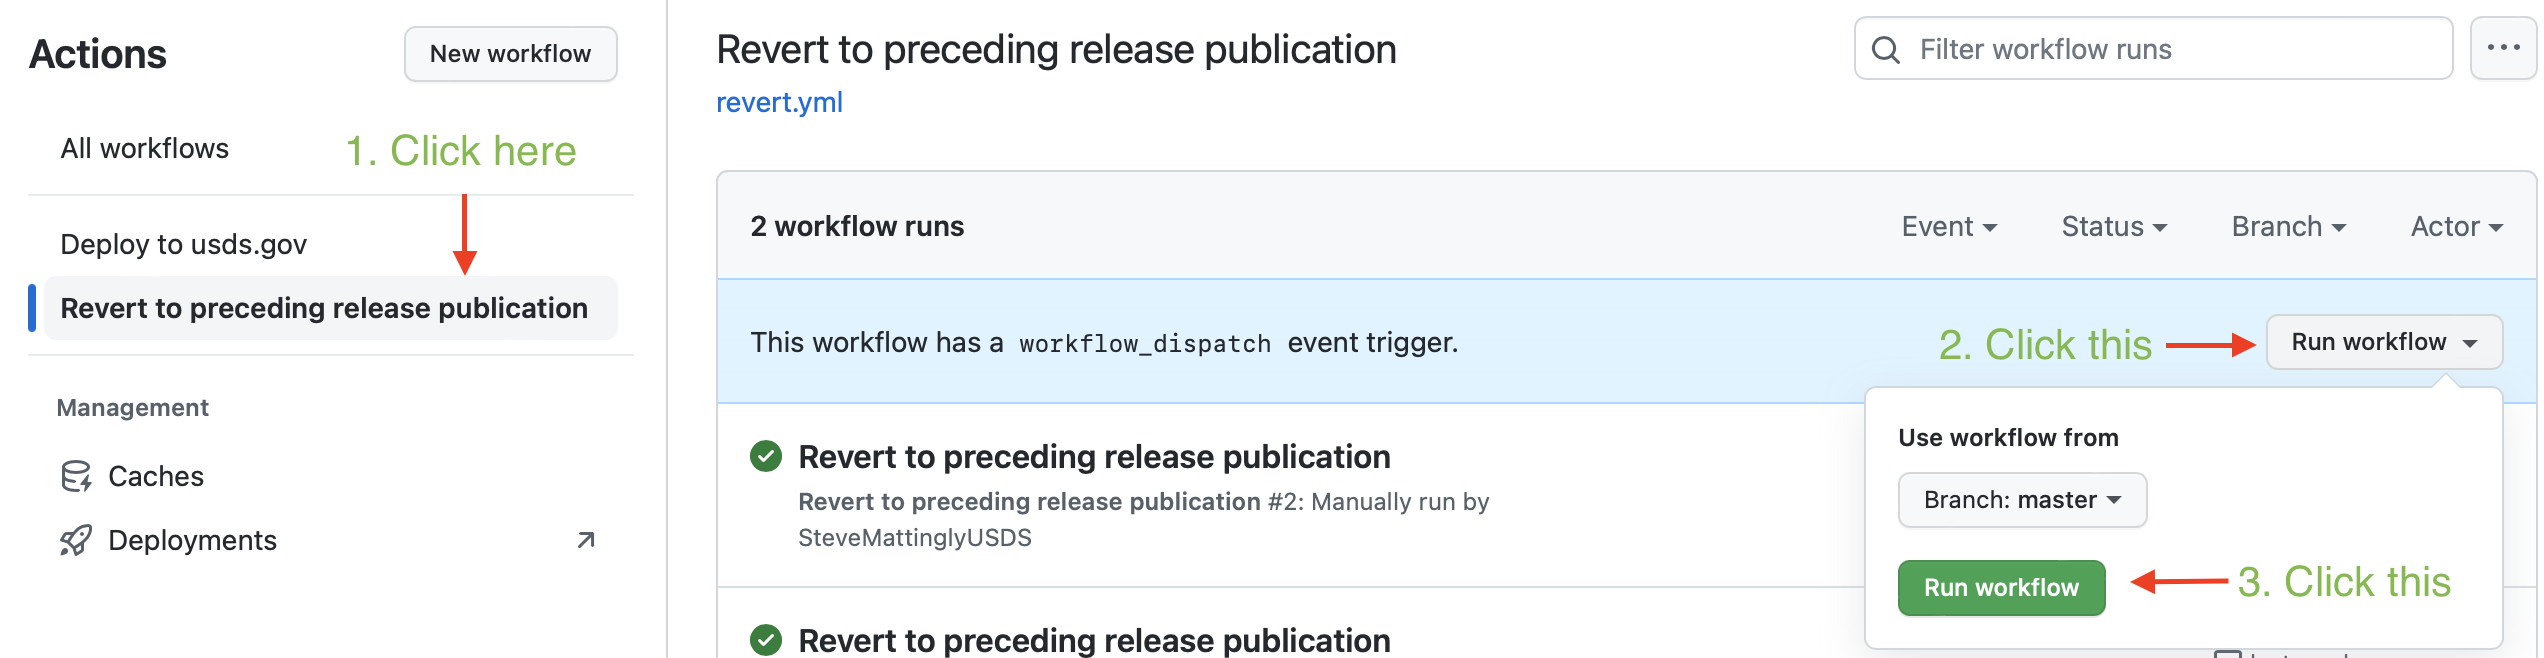 Actions
New workflow
All workflows
1. Click here
Deploy to usds.gov
Revert to preceding release publication
Management
Caches
Deployments
Revert to preceding release publication
revert.yml
Filter workflow runs
2 workflow runs
Event
Status
Branch
Actor
This workflow has a workflow_dispatch event trigger.
2. Click this
Run workflow
Use workflow from
Branch: master
Run workflow
3. Click this
Revert to preceding release publication
Revert to preceding release publication #2: Manually run by
SteveMattinglyUSDS
Revert to preceding release publication